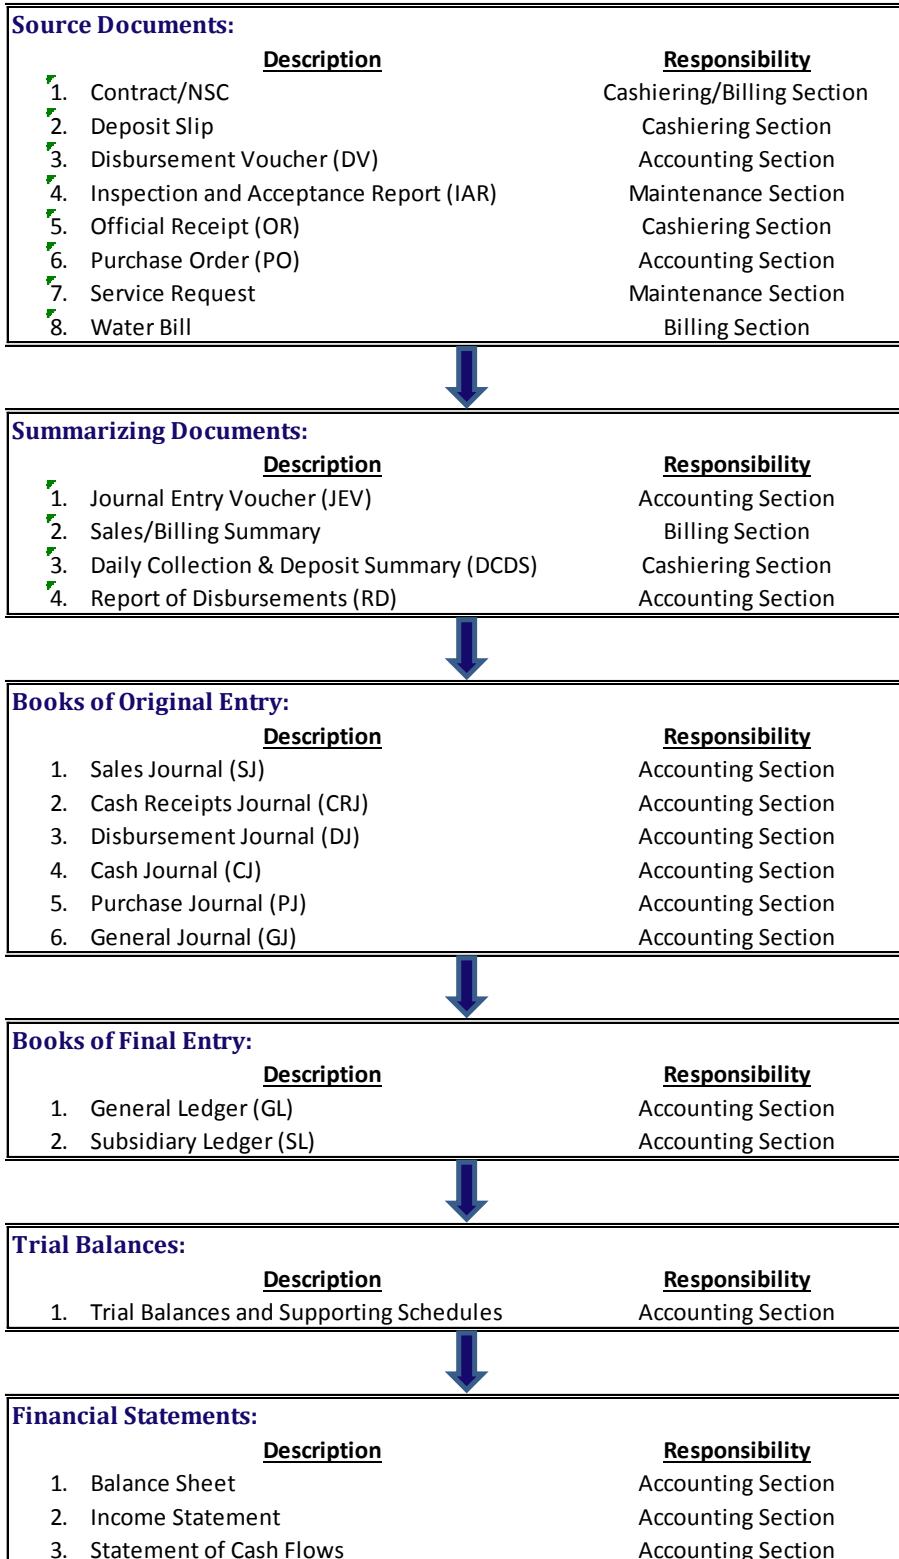 Source Documents:
Description Responsibility
1. Contract/NSC Cashiering/Billing Section
2. Deposit Slip Cashiering Section
3. Disbursement Voucher (DV) Accounting Section
4. Inspection and Acceptance Report (IAR) Maintenance Section
5. Official Receipt (OR) Cashiering Section
6. Purchase Order (PO) Accounting Section
7. Service Request Maintenance Section
8. Water Bill Billing Section
Summarizing Documents:
Description Responsibility
1. Journal Entry Voucher (JEV) Accounting Section
2. Sales/Billing Summary Billing Section
3. Daily Collection & Deposit Summary (DCDS) Cashiering Section
4. Report of Disbursements (RD) Accounting Section
Books of Original Entry:
Description Responsibility
1. Sales Journal (SJ) Accounting Section
2. Cash Receipts Journal (CRJ) Accounting Section
3. Disbursement Journal (DJ) Accounting Section
4. Cash Journal (CJ) Accounting Section
5. Purchase Journal (PJ) Accounting Section
6. General Journal (GJ) Accounting Section
Books of Final Entry:
Description Responsibility
1. General Ledger (GL) Accounting Section
2. Subsidiary Ledger (SL) Accounting Section
Trial Balances:
Description Responsibility
1. Trial Balances and Supporting Schedules Accounting Section
Financial Statements:
Description Responsibility
1. Balance Sheet Accounting Section
2. Income Statement Accounting Section
3. Statement of Cash Flows Accounting Section